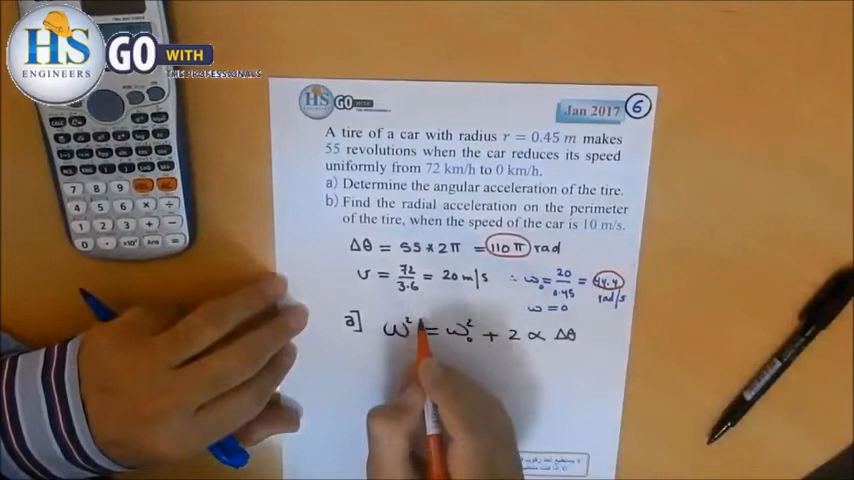 HS
ENGINEERS
GO WITH
THE PROFESSIONALS
HS GO WITH
Jan 2017
6
A tire of a car with radius r = 0.45 m makes
55 revolutions when the car reduces its speed
uniformly from 72 km/h to 0 km/h.
a) Determine the angular acceleration of the tire.
b) Find the radial acceleration on the perimeter
of the tire, when the speed of the car is 10 m/s.
Δθ = 55 * 2π = 110 π rad
v = 72/3.6 = 20 m/s ∴ ω₀ = 20/0.45 = 44.4 rad/s
ω = 0
a] ω² = ω₀² + 2 α Δθ